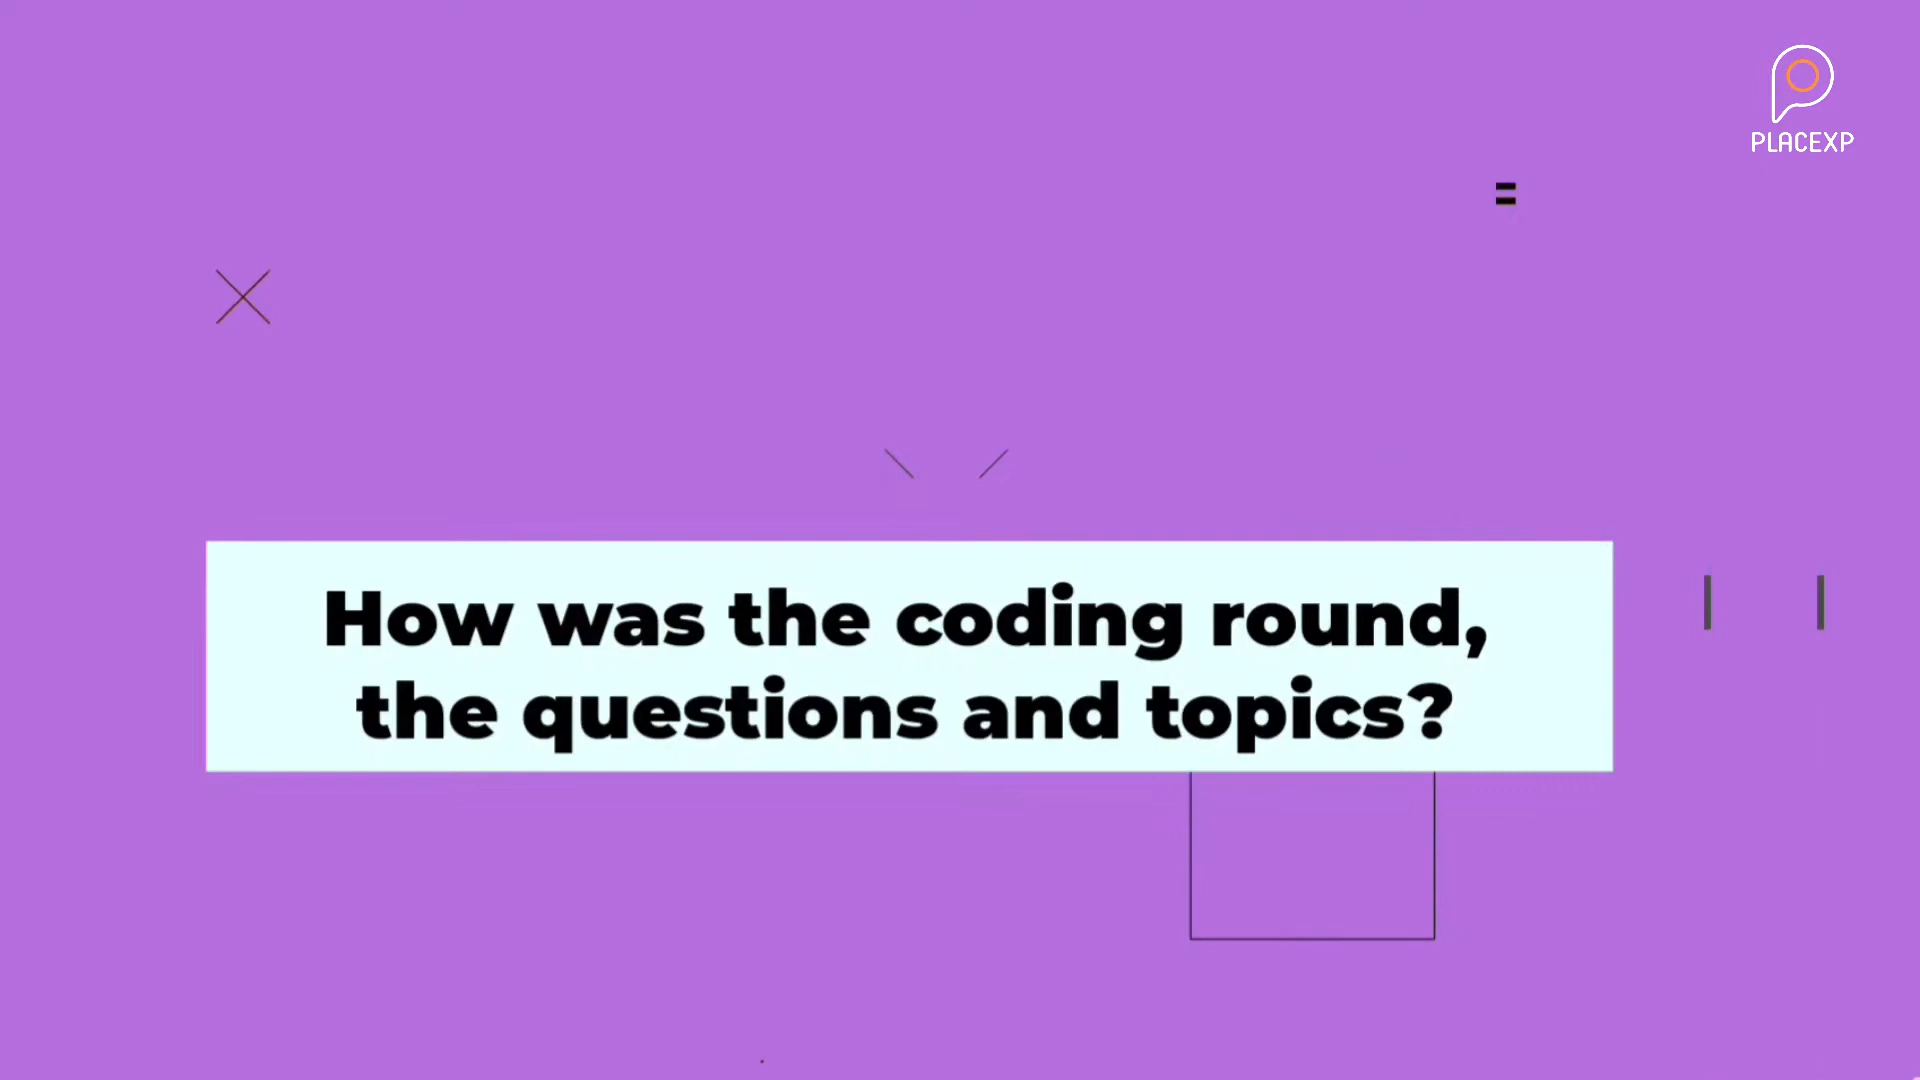 PLACEXP
How was the coding round,
the questions and topics?